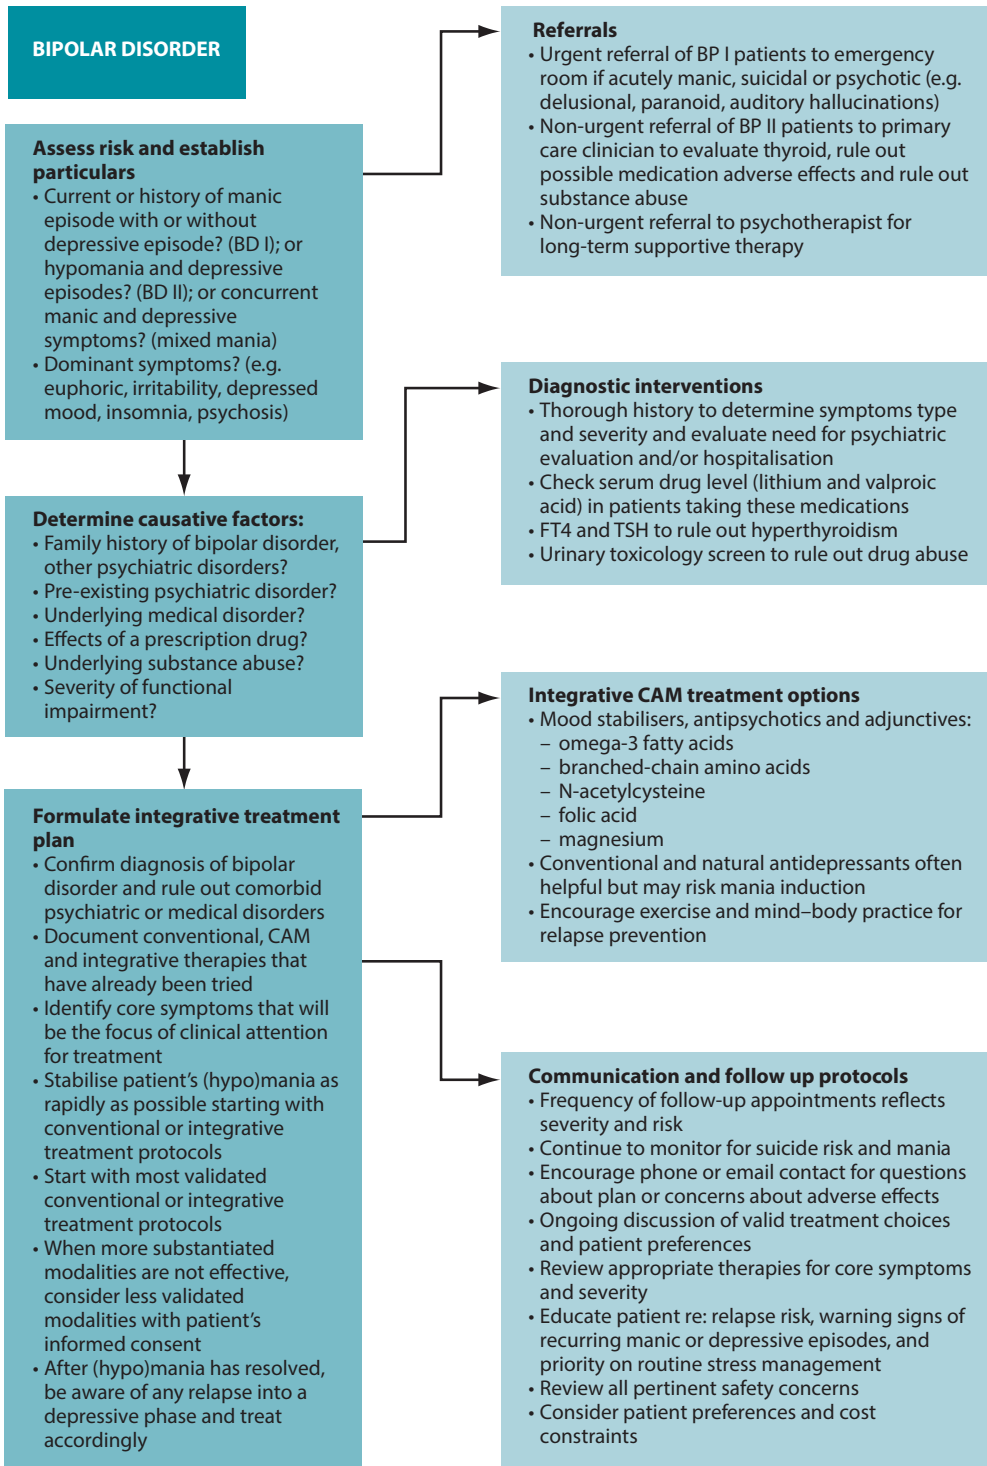 BIPOLAR DISORDER
Assess risk and establish
particulars
• Current or history of manic
episode with or without
depressive episode? (BD I); or
hypomania and depressive
episodes? (BD II); or concurrent
manic and depressive
symptoms? (mixed mania)
• Dominant symptoms? (e.g.
euphoric, irritability, depressed
mood, insomnia, psychosis)
Referrals
• Urgent referral of BP I patients to emergency
room if acutely manic, suicidal or psychotic (e.g.
delusional, paranoid, auditory hallucinations)
• Non-urgent referral of BP II patients to primary
care clinician to evaluate thyroid, rule out
possible medication adverse effects and rule out
substance abuse
• Non-urgent referral to psychotherapist for
long-term supportive therapy
Determine causative factors:
• Family history of bipolar disorder,
other psychiatric disorders?
• Pre-existing psychiatric disorder?
• Underlying medical disorder?
• Effects of a prescription drug?
• Underlying substance abuse?
• Severity of functional
impairment?
Diagnostic interventions
• Thorough history to determine symptoms type
and severity and evaluate need for psychiatric
evaluation and/or hospitalisation
• Check serum drug level (lithium and valproic
acid) in patients taking these medications
• FT4 and TSH to rule out hyperthyroidism
• Urinary toxicology screen to rule out drug abuse
Formulate integrative treatment
plan
• Confirm diagnosis of bipolar
disorder and rule out comorbid
psychiatric or medical disorders
• Document conventional, CAM
and integrative therapies that
have already been tried
• Identify core symptoms that will
be the focus of clinical attention
for treatment
• Stabilise patient's (hypo)mania as
rapidly as possible starting with
conventional or integrative
treatment protocols
• Start with most validated
conventional or integrative
treatment protocols
• When more substantiated
modalities are not effective,
consider less validated
modalities with patient's
informed consent
• After (hypo)mania has resolved,
be aware of any relapse into a
depressive phase and treat
accordingly
Integrative CAM treatment options
• Mood stabilisers, antipsychotics and adjunctives:
– omega-3 fatty acids
– branched-chain amino acids
– N-acetylcysteine
– folic acid
– magnesium
• Conventional and natural antidepressants often
helpful but may risk mania induction
• Encourage exercise and mind–body practice for
relapse prevention
Communication and follow up protocols
• Frequency of follow-up appointments reflects
severity and risk
• Continue to monitor for suicide risk and mania
• Encourage phone or email contact for questions
about plan or concerns about adverse effects
• Ongoing discussion of valid treatment choices
and patient preferences
• Review appropriate therapies for core symptoms
and severity
• Educate patient re: relapse risk, warning signs of
recurring manic or depressive episodes, and
priority on routine stress management
• Review all pertinent safety concerns
• Consider patient preferences and cost
constraints